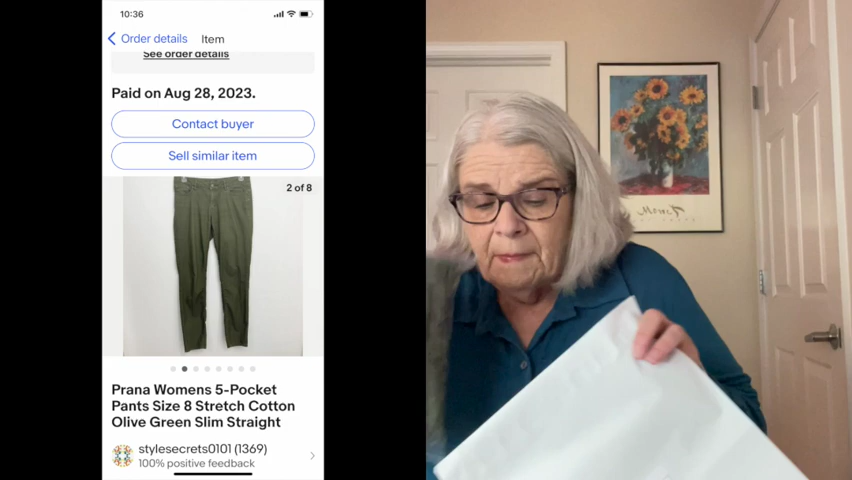 10:36
Order details
Item
See order details
Paid on Aug 28, 2023.
Contact buyer
Sell similar item
2 of 8
Prana Womens 5-Pocket
Pants Size 8 Stretch Cotton
Olive Green Slim Straight
stylesecrets0101 (1369)
100% positive feedback
Monet